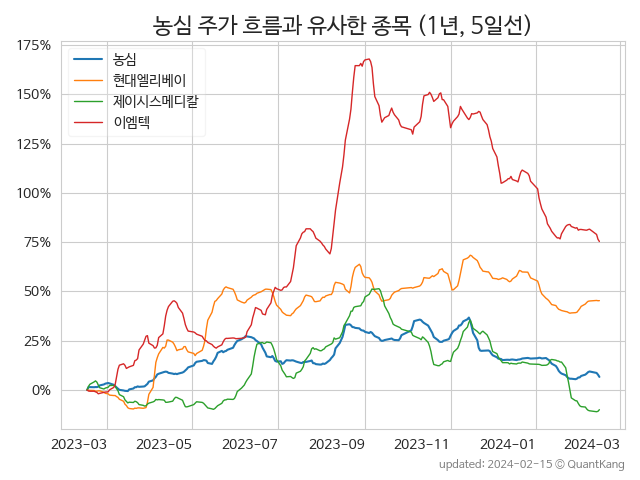 농심 주가 흐름과 유사한 종목 (1년, 5일선)
175%
150%
125%
100%
75%
50%
25%
0%
농심
현대엘리베이
제이시스메디칼
이엠텍
2023-03 2023-05 2023-07 2023-09 2023-11 2024-01 2024-03
updated: 2024-02-15 © QuantKang